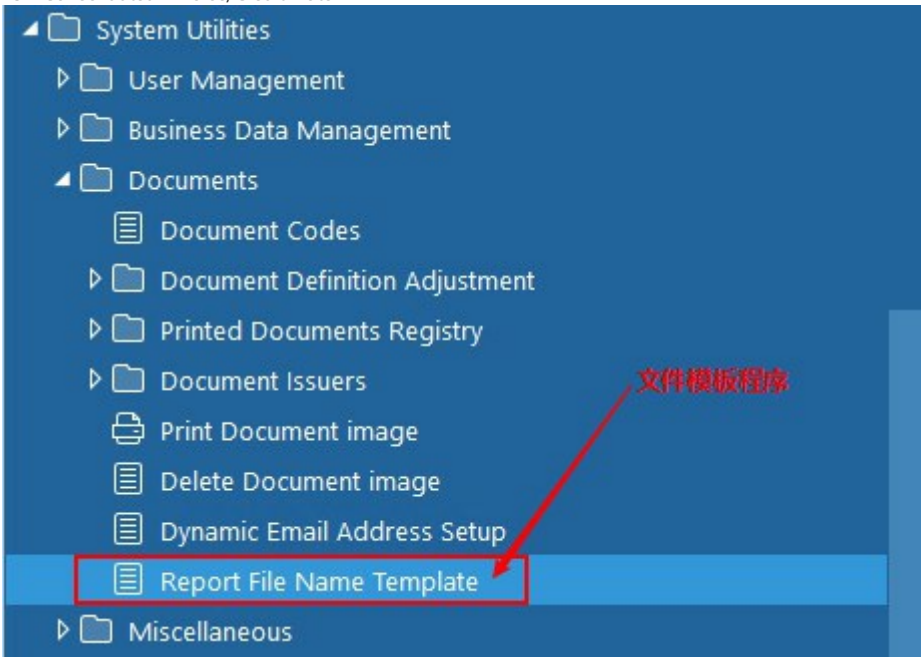 System Utilities
User Management
Business Data Management
Documents
Document Codes
Document Definition Adjustment
Printed Documents Registry
Document Issuers
文件模板程序
Print Document image
Delete Document image
Dynamic Email Address Setup
Report File Name Template
Miscellaneous